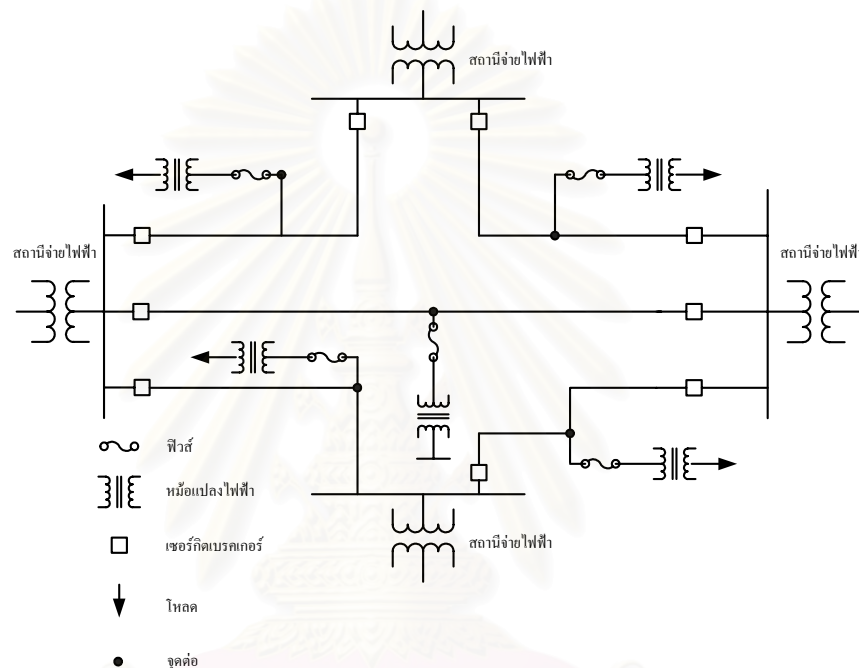 สถานีจ่ายไฟฟ้า
สถานีจ่ายไฟฟ้า
สถานีจ่ายไฟฟ้า
ฟิวส์
หม้อแปลงไฟฟ้า
สถานีจ่ายไฟฟ้า
เซอร์กิตเบรคเกอร์
โหลด
จุดต่อ